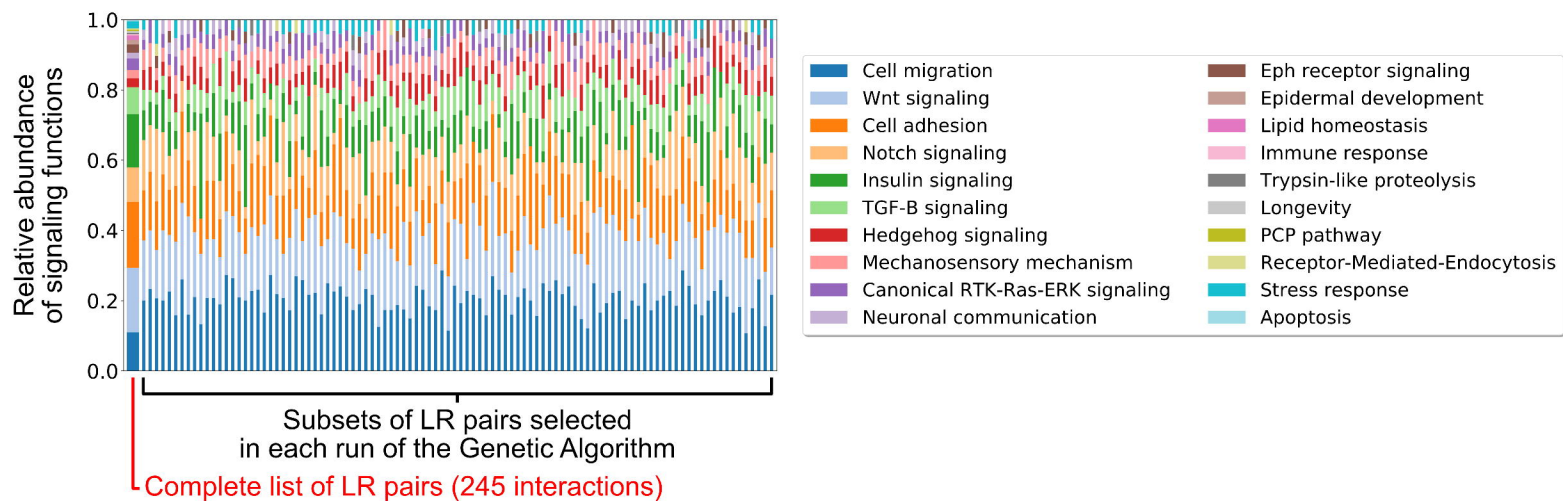 Relative abundance
of signaling functions
1.0
0.8
0.6
0.4
0.2
0.0
Subsets of LR pairs selected
in each run of the Genetic Algorithm
Complete list of LR pairs (245 interactions)
Cell migration
Wnt signaling
Cell adhesion
Notch signaling
Insulin signaling
TGF-B signaling
Hedgehog signaling
Mechanosensory mechanism
Canonical RTK-Ras-ERK signaling
Neuronal communication
Eph receptor signaling
Epidermal development
Lipid homeostasis
Immune response
Trypsin-like proteolysis
Longevity
PCP pathway
Receptor-Mediated-Endocytosis
Stress response
Apoptosis